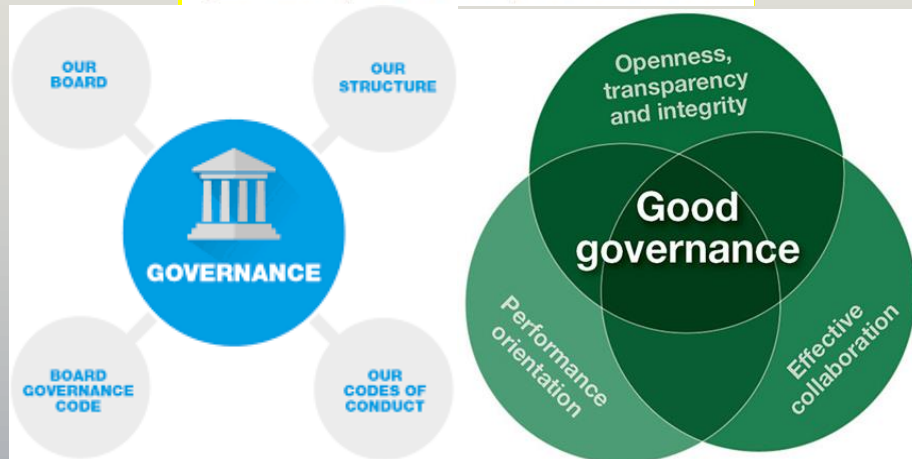 OUR
BOARD
OUR
STRUCTURE
GOVERNANCE
BOARD
GOVERNANCE
CODE
OUR
CODES OF
CONDUCT
Openness,
transparency
and integrity
Good
governance
Performance
orientation
Effective
collaboration